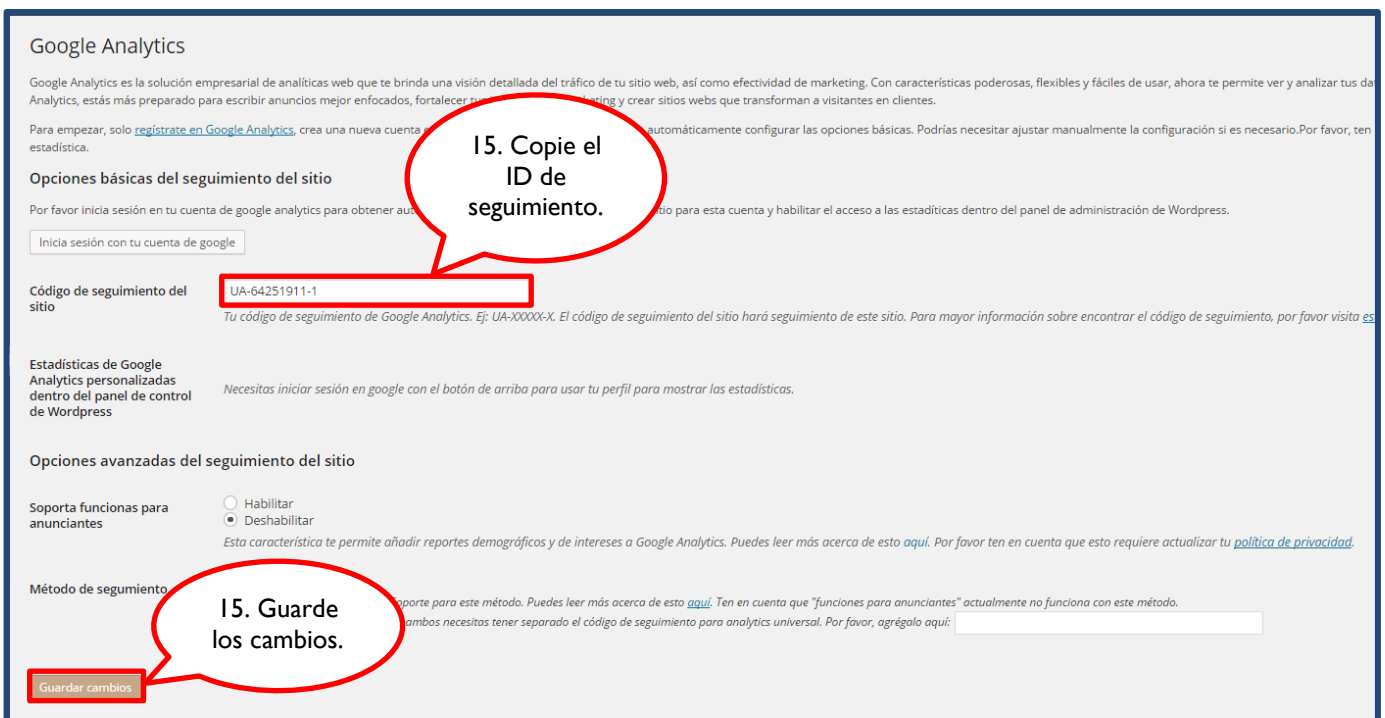 Google Analytics
Google Analytics es la solución empresarial de analíticas web que te brinda una visión detallada del tráfico de tu sitio web, así como efectividad de marketing. Con características poderosas, flexibles y fáciles de usar, ahora te permite ver y analizar tus
Analytics, estás más preparado para escribir anuncios mejor enfocados, fortalecer y crear sitios webs que transforman a visitantes en clientes.
Para empezar, solo regístrate en Google Analytics, crea una nueva cuenta automáticamente configurar las opciones básicas. Podrías necesitar ajustar manualmente la configuración si es necesario.Por favor, ten
estadística.
15. Copie el
ID de
seguimiento.
Opciones básicas del seguimiento del sitio
Por favor inicia sesión en tu cuenta de google analytics para obtener para esta cuenta y habilitar el acceso a las estadíticas dentro del panel de administración de Wordpress.
Inicia sesión con tu cuenta de google
Código de seguimiento del
sitio
UA-64251911-1
Tu código de seguimiento de Google Analytics. Ej: UA-XXXXX-X. El código de seguimiento del sitio hará seguimiento de este sitio. Para mayor información sobre encontrar el código de seguimiento, por favor visita
Estadísticas de Google
Analytics personalizadas
dentro del panel de control
de Wordpress
Necesitas iniciar sesión en google con el botón de arriba para usar tu perfil para mostrar las estadísticas.
Opciones avanzadas del seguimiento del sitio
Soporta funcionas para
anunciantes
Habilitar
Deshabilitar
Esta característica te permite añadir reportes demográficos y de intereses a Google Analytics. Puedes leer más acerca de esto aquí. Por favor ten en cuenta que esto requiere actualizar tu política de privacidad.
Método de segumiento
soporte para este método. Puedes leer más acerca de esto aquí. Ten en cuenta que "funciones para anunciantes" actualmente no funciona con este método.
ambos necesitas tener separado el código de seguimiento para analytics universal. Por favor, agrégalo aquí:
15. Guarde
los cambios.
Guardar cambios